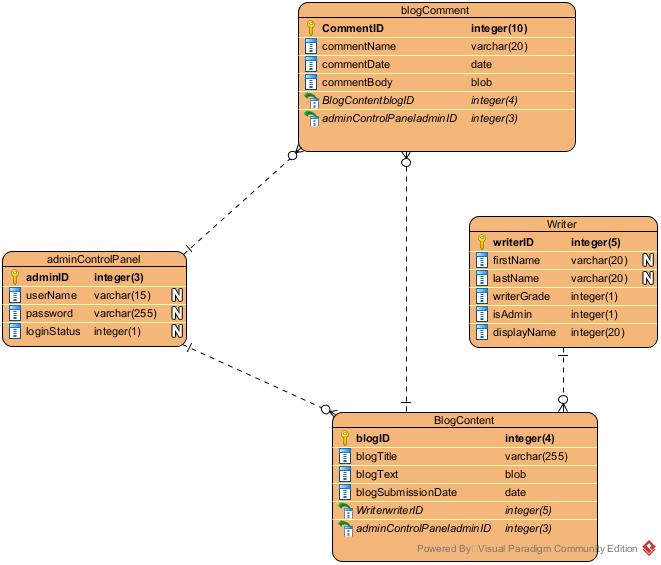 blogComment
CommentID integer(10)
commentName varchar(20)
commentDate date
commentBody blob
BlogContentblogID integer(4)
adminControlPaneladminID integer(3)
adminControlPanel
adminID integer(3)
userName varchar(15) N
password varchar(255) N
loginStatus integer(1) N
Writer
writerID integer(5)
firstName varchar(20) N
lastName varchar(20) N
writerGrade integer(1)
isAdmin integer(1)
displayName integer(20)
BlogContent
blogID integer(4)
blogTitle varchar(255)
blogText blob
blogSubmissionDate date
WriterwriterID integer(5)
adminControlPaneladminID integer(3)
Powered By Visual Paradigm Community Edition